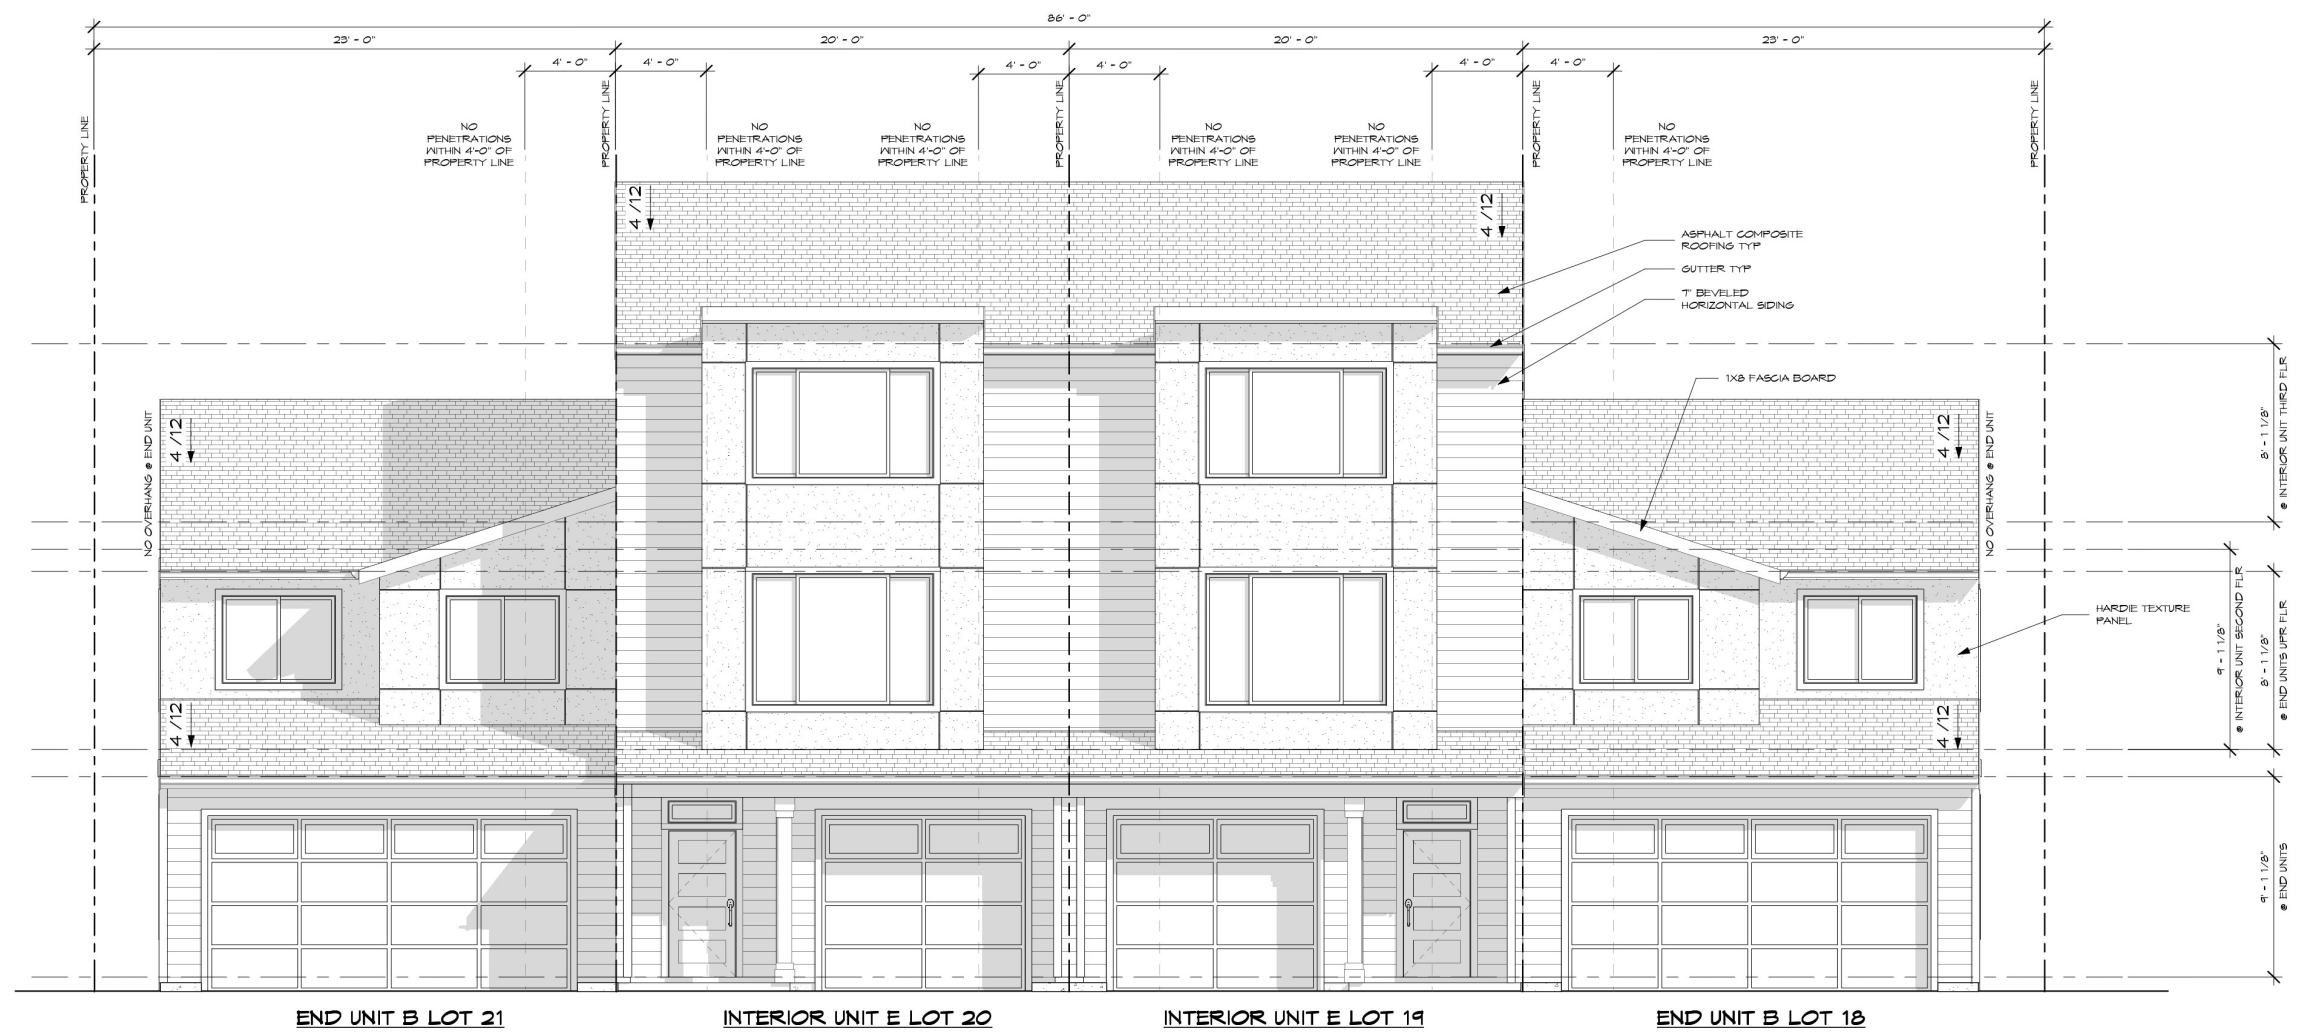 86' - 0"
23' - 0"
20' - 0"
20' - 0"
23' - 0"
4' - 0"
4' - 0"
4' - 0"
4' - 0"
4' - 0"
4' - 0"
PROPERTY LINE
PROPERTY LINE
PROPERTY LINE
PROPERTY LINE
PROPERTY LINE
NO
PENETRATIONS
WITHIN 4'-0" OF
PROPERTY LINE
NO
PENETRATIONS
WITHIN 4'-0" OF
PROPERTY LINE
NO
PENETRATIONS
WITHIN 4'-0" OF
PROPERTY LINE
NO
PENETRATIONS
WITHIN 4'-0" OF
PROPERTY LINE
NO
PENETRATIONS
WITHIN 4'-0" OF
PROPERTY LINE
NO
PENETRATIONS
WITHIN 4'-0" OF
PROPERTY LINE
4 /12
4 /12
ASPHALT COMPOSITE
ROOFING TYP
GUTTER TYP
7" BEVELED
HORIZONTAL SIDING
1X8 FASCIA BOARD
NO OVERHANG @ END UNIT
4 /12
4 /12
NO OVERHANG @ END UNIT
8' - 1 1/8"
@ INTERIOR UNIT THIRD FLR
HARDIE TEXTURE
PANEL
9' - 1 1/8"
@ INTERIOR UNIT SECOND FLR
8' - 1 1/8"
@ END UNITS UPR FLR
4 /12
4 /12
9' - 1 1/8"
@ END UNITS
END UNIT B LOT 21
INTERIOR UNIT E LOT 20
INTERIOR UNIT E LOT 19
END UNIT B LOT 18